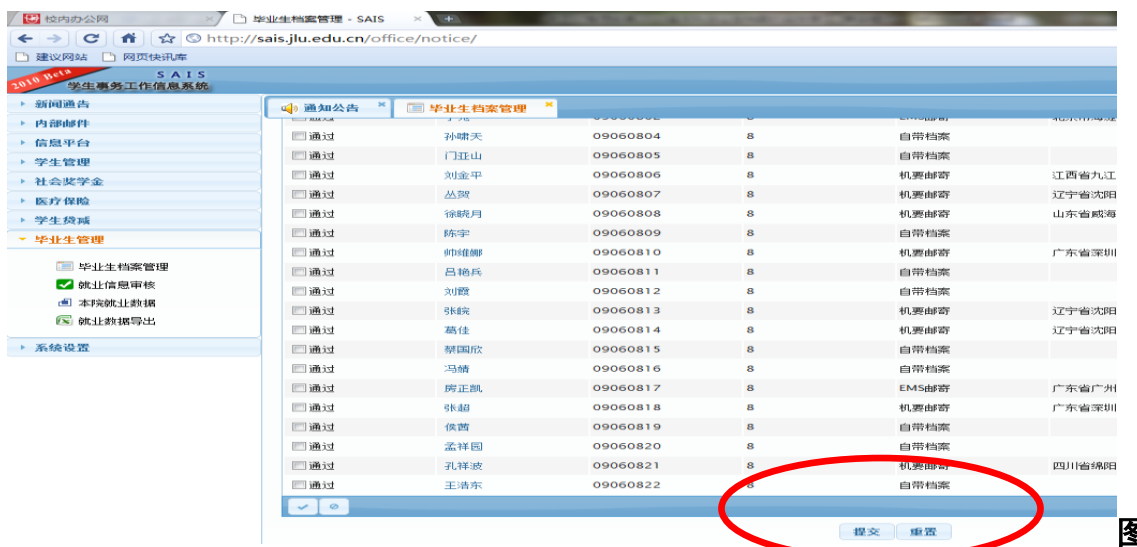 校内办公网 毕业生档案管理 - SAIS
http://sais.jlu.edu.cn/office/notice/
建议网站 网页快讯库
2010 Beta SAIS
学生事务工作信息系统
新闻通告
内部邮件
信息平台
学生管理
社会奖学金
医疗保险
学生贷减
毕业生管理
毕业生档案管理
就业信息审核
本院就业数据
就业数据导出
系统设置
通知公告 毕业生档案管理
通过 孙啸天 09060804 8 自带档案
通过 门亚山 09060805 8 自带档案
通过 刘金平 09060806 8 机要邮寄 江西省九江
通过 丛贺 09060807 8 机要邮寄 辽宁省沈阳
通过 徐晓月 09060808 8 机要邮寄 山东省威海
通过 陈宇 09060809 8 自带档案
通过 帅维娜 09060810 8 机要邮寄 广东省深圳
通过 吕艳兵 09060811 8 自带档案
通过 刘霞 09060812 8 自带档案
通过 张皖 09060813 8 机要邮寄 辽宁省沈阳
通过 葛佳 09060814 8 机要邮寄 辽宁省沈阳
通过 蔡国欣 09060815 8 自带档案
通过 冯婧 09060816 8 自带档案
通过 房正凯 09060817 8 EMS邮寄 广东省广州
通过 张超 09060818 8 机要邮寄 广东省深圳
通过 侯茜 09060819 8 自带档案
通过 孟祥园 09060820 8 自带档案
通过 孔祥波 09060821 8 机要邮寄 四川省绵阳
通过 王浩东 09060822 8 自带档案
提交 重置
图